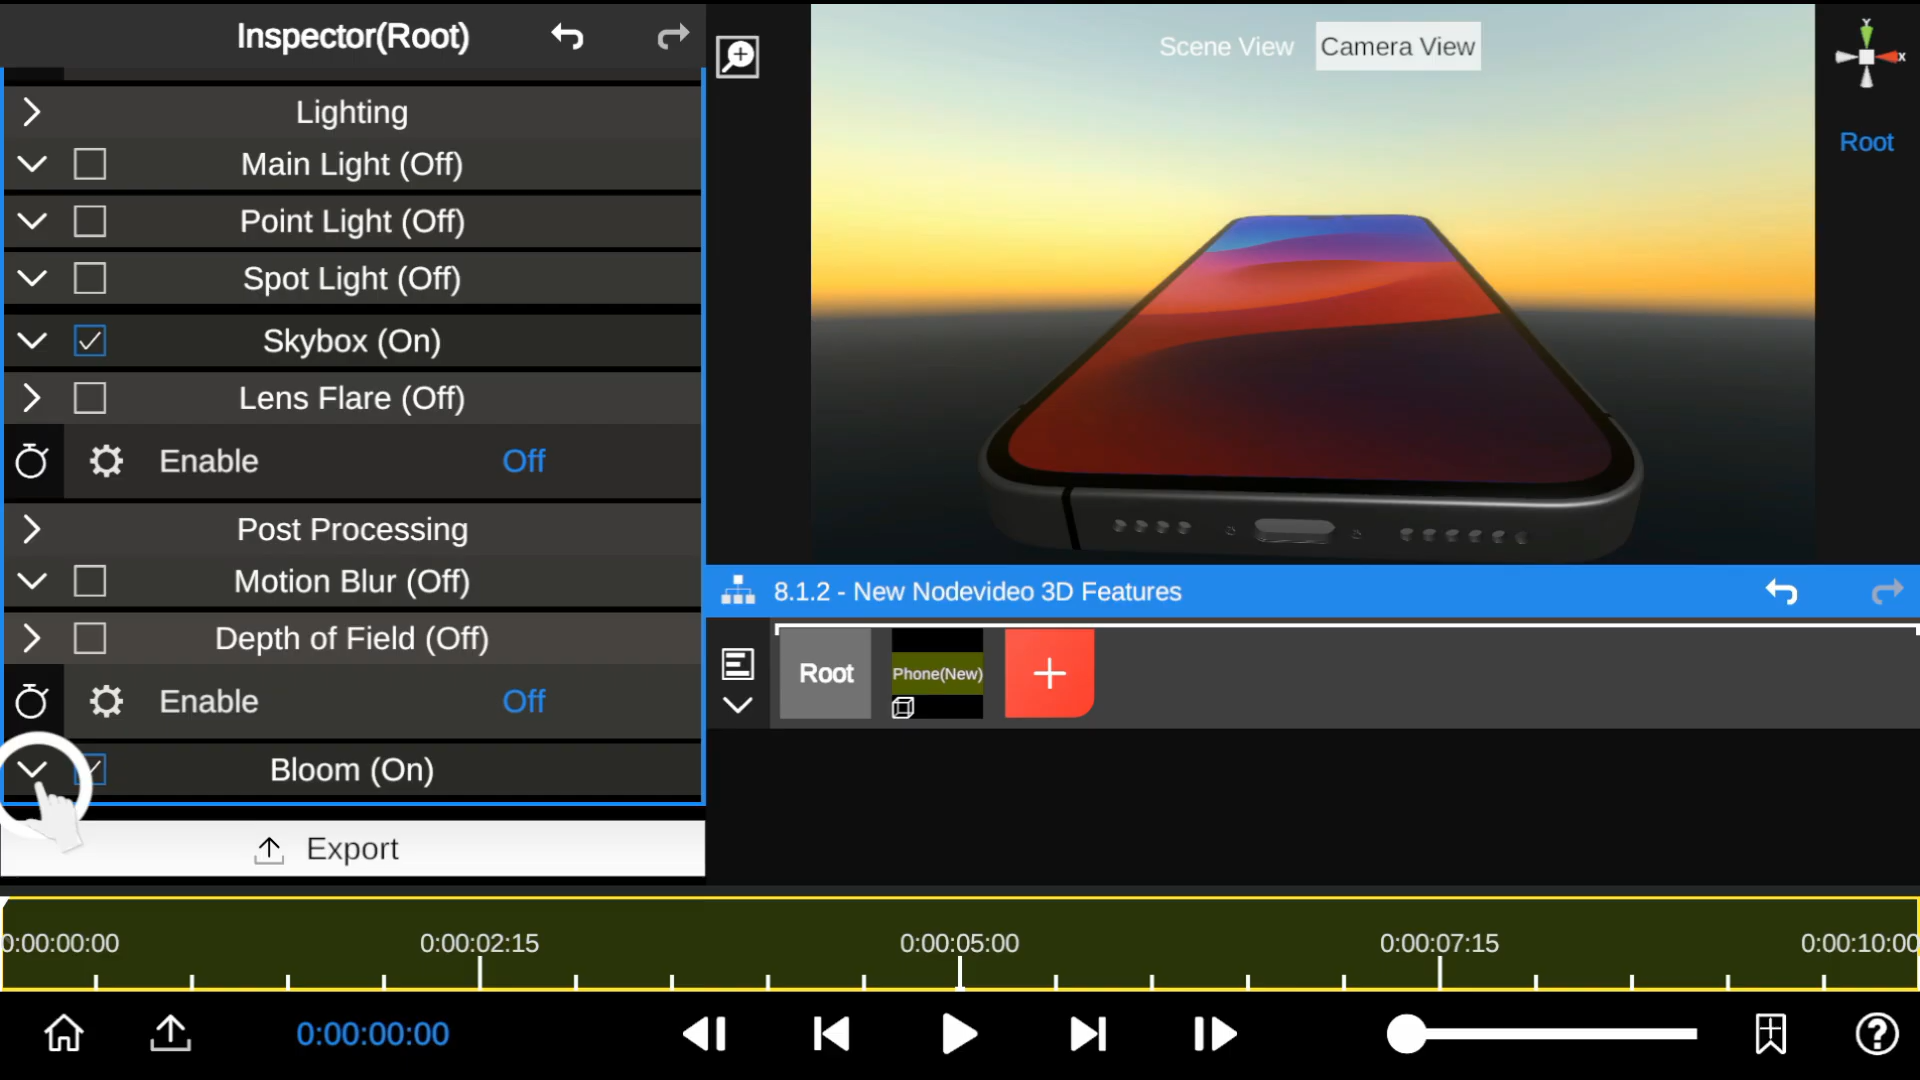 Inspector(Root)
Lighting
Main Light (Off)
Point Light (Off)
Spot Light (Off)
Skybox (On)
Lens Flare (Off)
Enable Off
Post Processing
Motion Blur (Off)
Depth of Field (Off)
Enable Off
Bloom (On)
Export
Scene View Camera View
Y
X
Root
8.1.2 - New Nodevideo 3D Features
Root Phone(New)
0:00:00:00 0:00:02:15 0:00:05:00 0:00:07:15 0:00:10:00
0:00:00:00